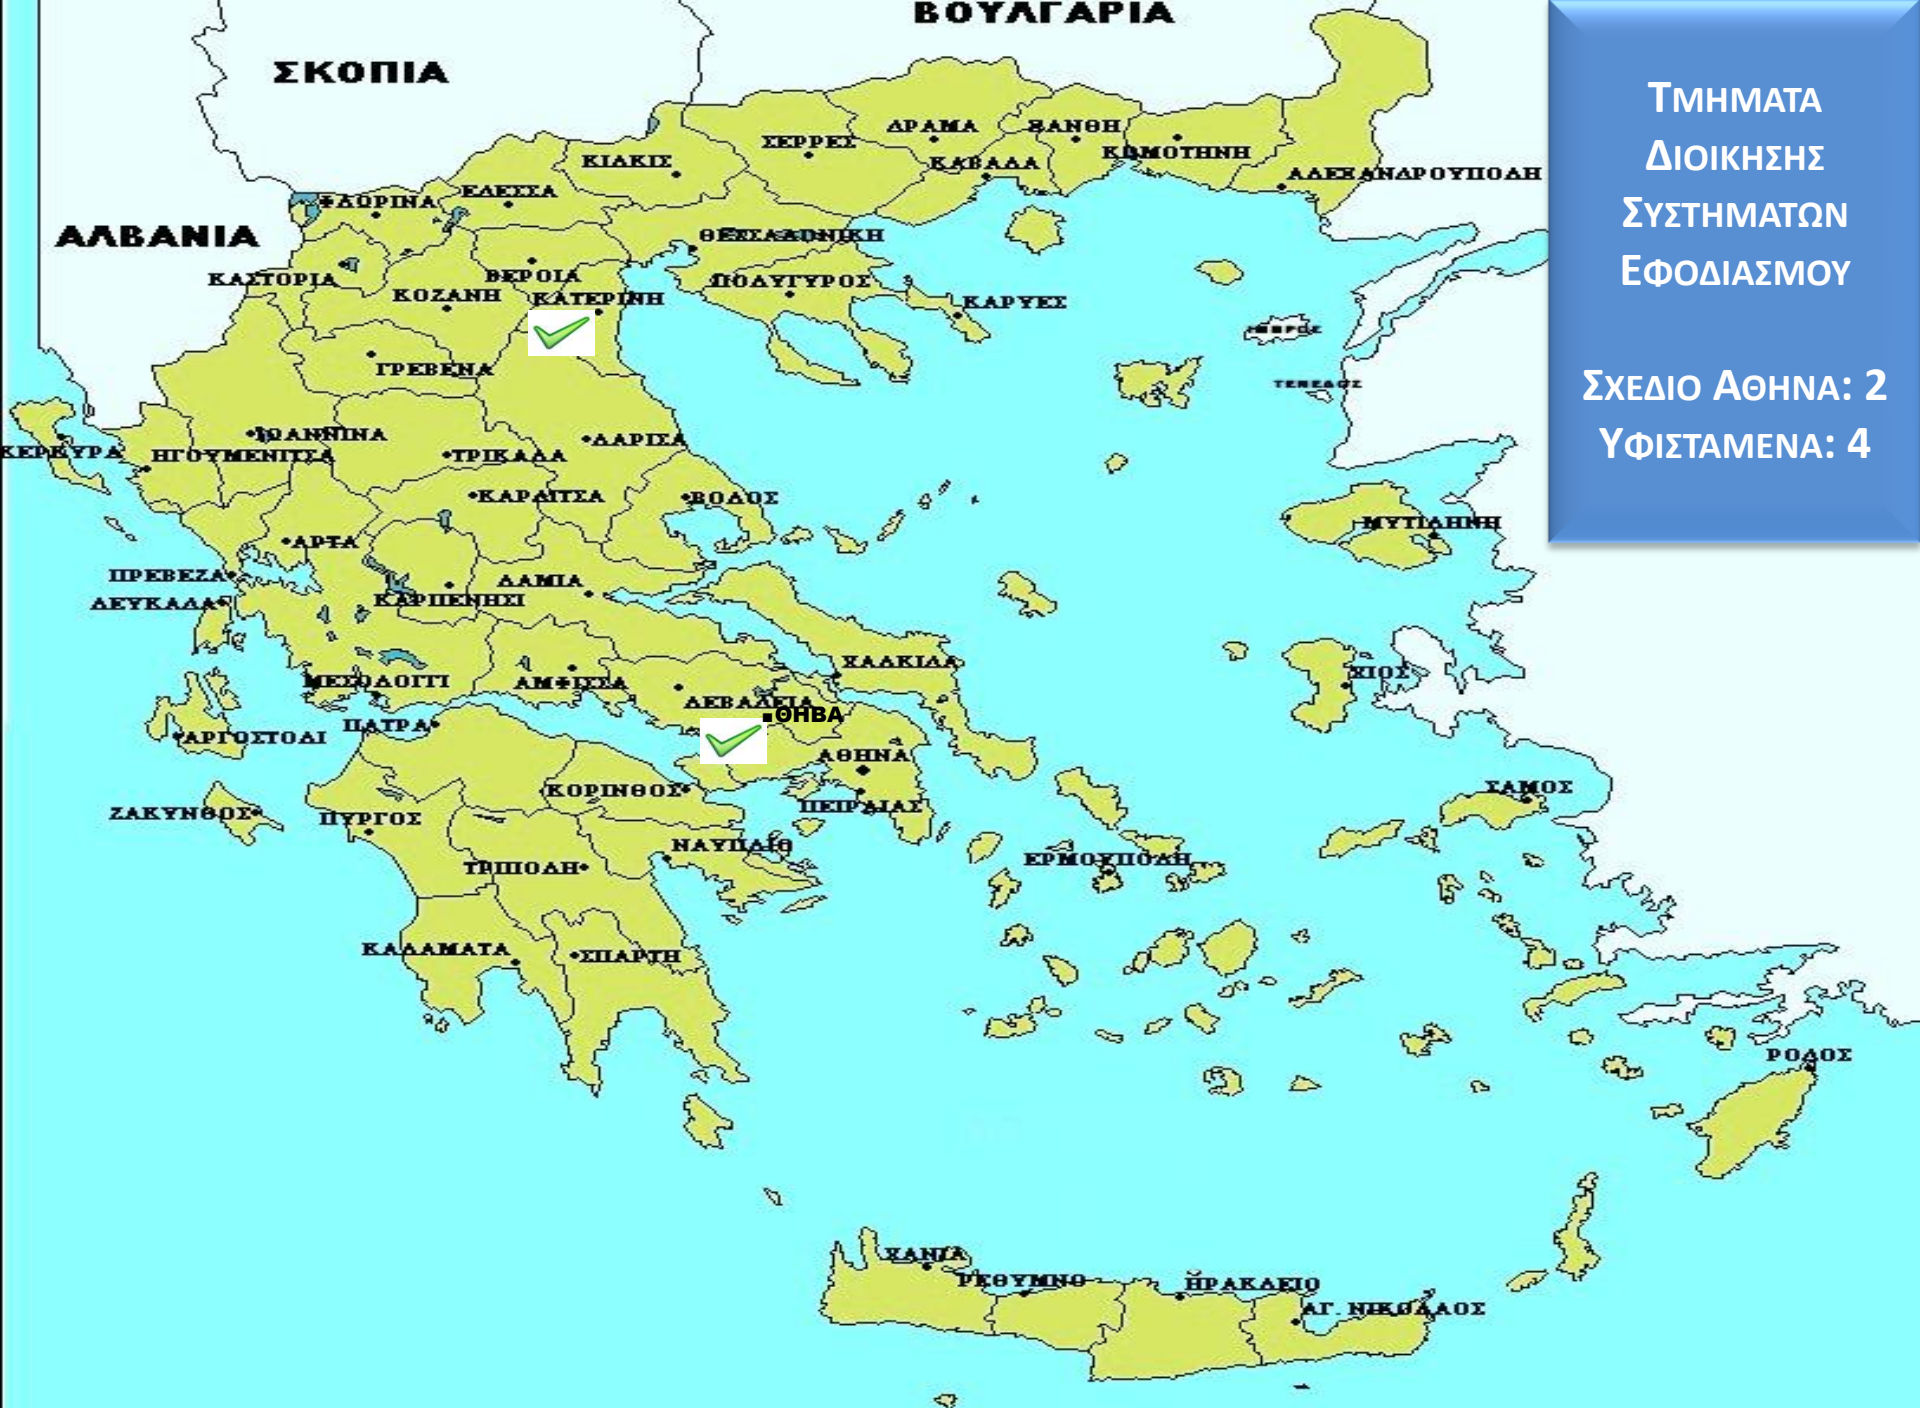 ΒΟΥΛΓΑΡΙΑ
ΣΚΟΠΙΑ
ΑΛΒΑΝΙΑ
ΤΜΗΜΑΤΑ
ΔΙΟΙΚΗΣΗΣ
ΣΥΣΤΗΜΑΤΩΝ
ΕΦΟΔΙΑΣΜΟΥ
ΣΧΕΔΙΟ ΑΘΗΝΑ: 2
ΥΦΙΣΤΑΜΕΝΑ: 4
ΔΡΑΜΑ
ΞΑΝΘΗ
ΣΕΡΡΕΣ
ΚΟΜΟΤΗΝΗ
ΚΙΛΚΙΣ
ΚΑΒΑΛΑ
ΑΛΕΞΑΝΔΡΟΥΠΟΛΗ
ΕΔΕΣΣΑ
ΦΛΩΡΙΝΑ
ΘΕΣΣΑΛΟΝΙΚΗ
ΚΑΣΤΟΡΙΑ
ΒΕΡΟΙΑ
ΠΟΛΥΓΥΡΟΣ
ΚΟΖΑΝΗ
ΚΑΤΕΡΙΝΗ
ΚΑΡΥΕΣ
ΙΜΒΡΟΣ
ΓΡΕΒΕΝΑ
ΤΕΝΕΔΟΣ
ΙΩΑΝΝΙΝΑ
ΛΑΡΙΣΑ
ΚΕΡΚΥΡΑ
ΗΓΟΥΜΕΝΙΤΣΑ
ΤΡΙΚΑΛΑ
ΚΑΡΔΙΤΣΑ
ΒΟΛΟΣ
ΜΥΤΙΛΗΝΗ
ΑΡΤΑ
ΠΡΕΒΕΖΑ
ΛΑΜΙΑ
ΛΕΥΚΑΔΑ
ΚΑΡΠΕΝΗΣΙ
ΧΑΛΚΙΔΑ
ΧΙΟΣ
ΜΕΣΟΛΟΓΓΙ
ΑΜΦΙΣΣΑ
ΛΕΒΑΔΕΙΑ
ΘΗΒΑ
ΠΑΤΡΑ
ΑΡΓΟΣΤΟΛΙ
ΑΘΗΝΑ
ΚΟΡΙΝΘΟΣ
ΣΑΜΟΣ
ΠΕΙΡΑΙΑΣ
ΖΑΚΥΝΘΟΣ
ΠΥΡΓΟΣ
ΝΑΥΠΛΙΟ
ΕΡΜΟΥΠΟΛΗ
ΤΡΙΠΟΛΗ
ΚΑΛΑΜΑΤΑ
ΣΠΑΡΤΗ
ΡΟΔΟΣ
ΧΑΝΙΑ
ΡΕΘΥΜΝΟ
ΗΡΑΚΛΕΙΟ
ΑΓ. ΝΙΚΟΛΑΟΣ